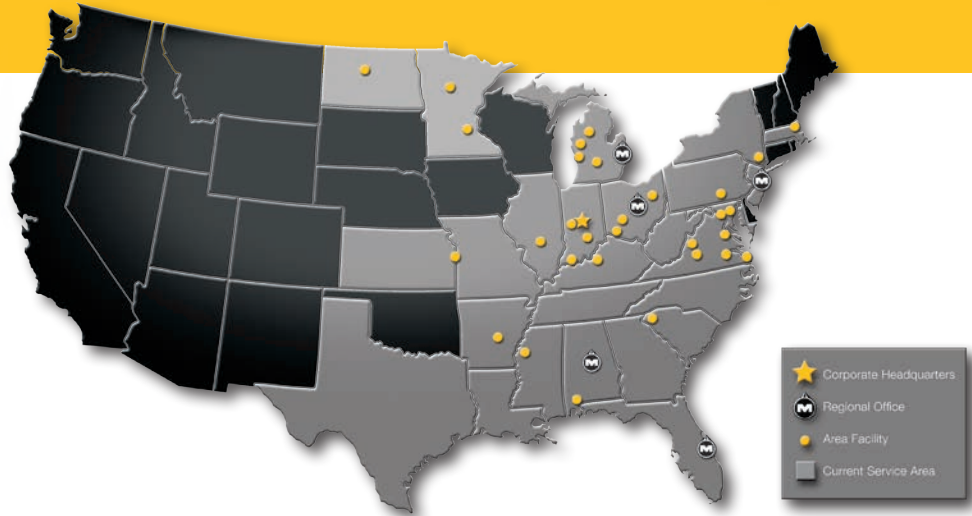 M
M
M
M
M
Corporate Headquarters
M
Regional Office
Area Facility
Current Service Area